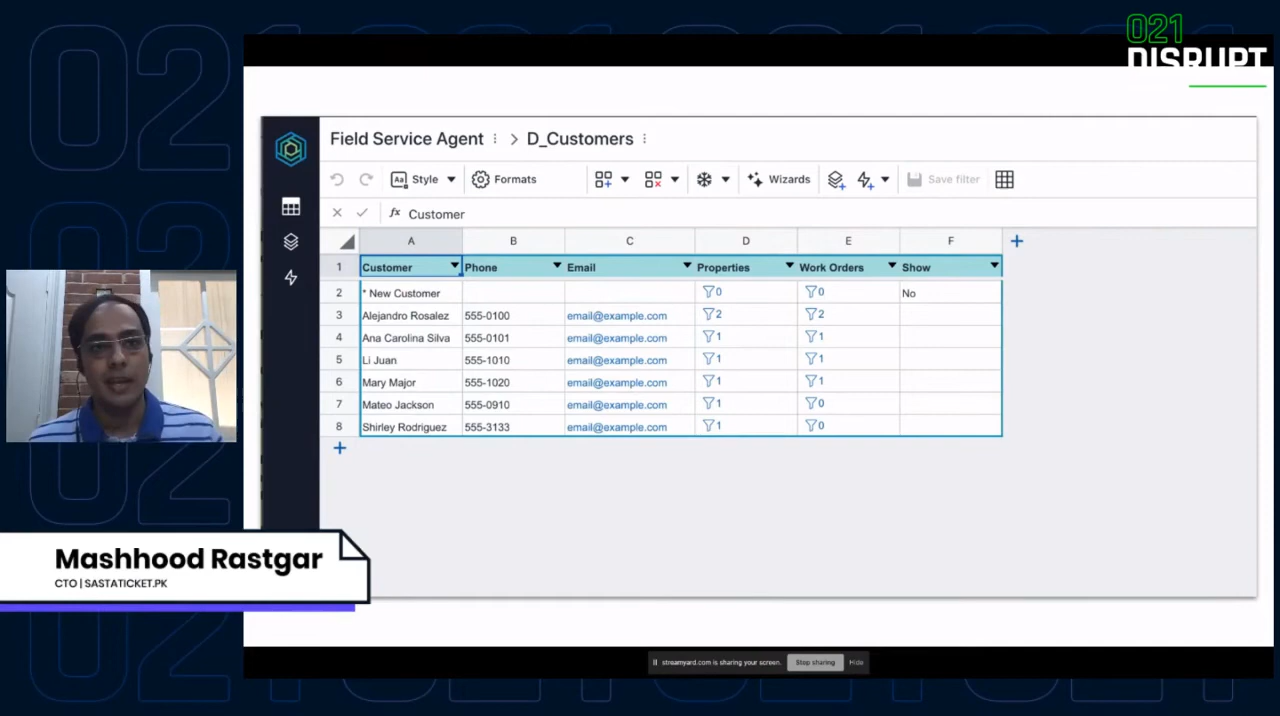 021
DISRUPT
Field Service Agent > D_Customers
Aa Style Formats Wizards Save filter
fx Customer
A B C D E F
1 Customer Phone Email Properties Work Orders Show
2 * New Customer 0 0 No
3 Alejandro Rosalez 555-0100 email@example.com 2 2
4 Ana Carolina Silva 555-0101 email@example.com 1 1
5 Li Juan 555-1010 email@example.com 1 1
6 Mary Major 555-1020 email@example.com 1 1
7 Mateo Jackson 555-0910 email@example.com 1 0
8 Shirley Rodriguez 555-3133 email@example.com 1 0
Mashhood Rastgar
CTO | SASTATICKET.PK
streamyard.com is sharing your screen. Stop sharing Hide